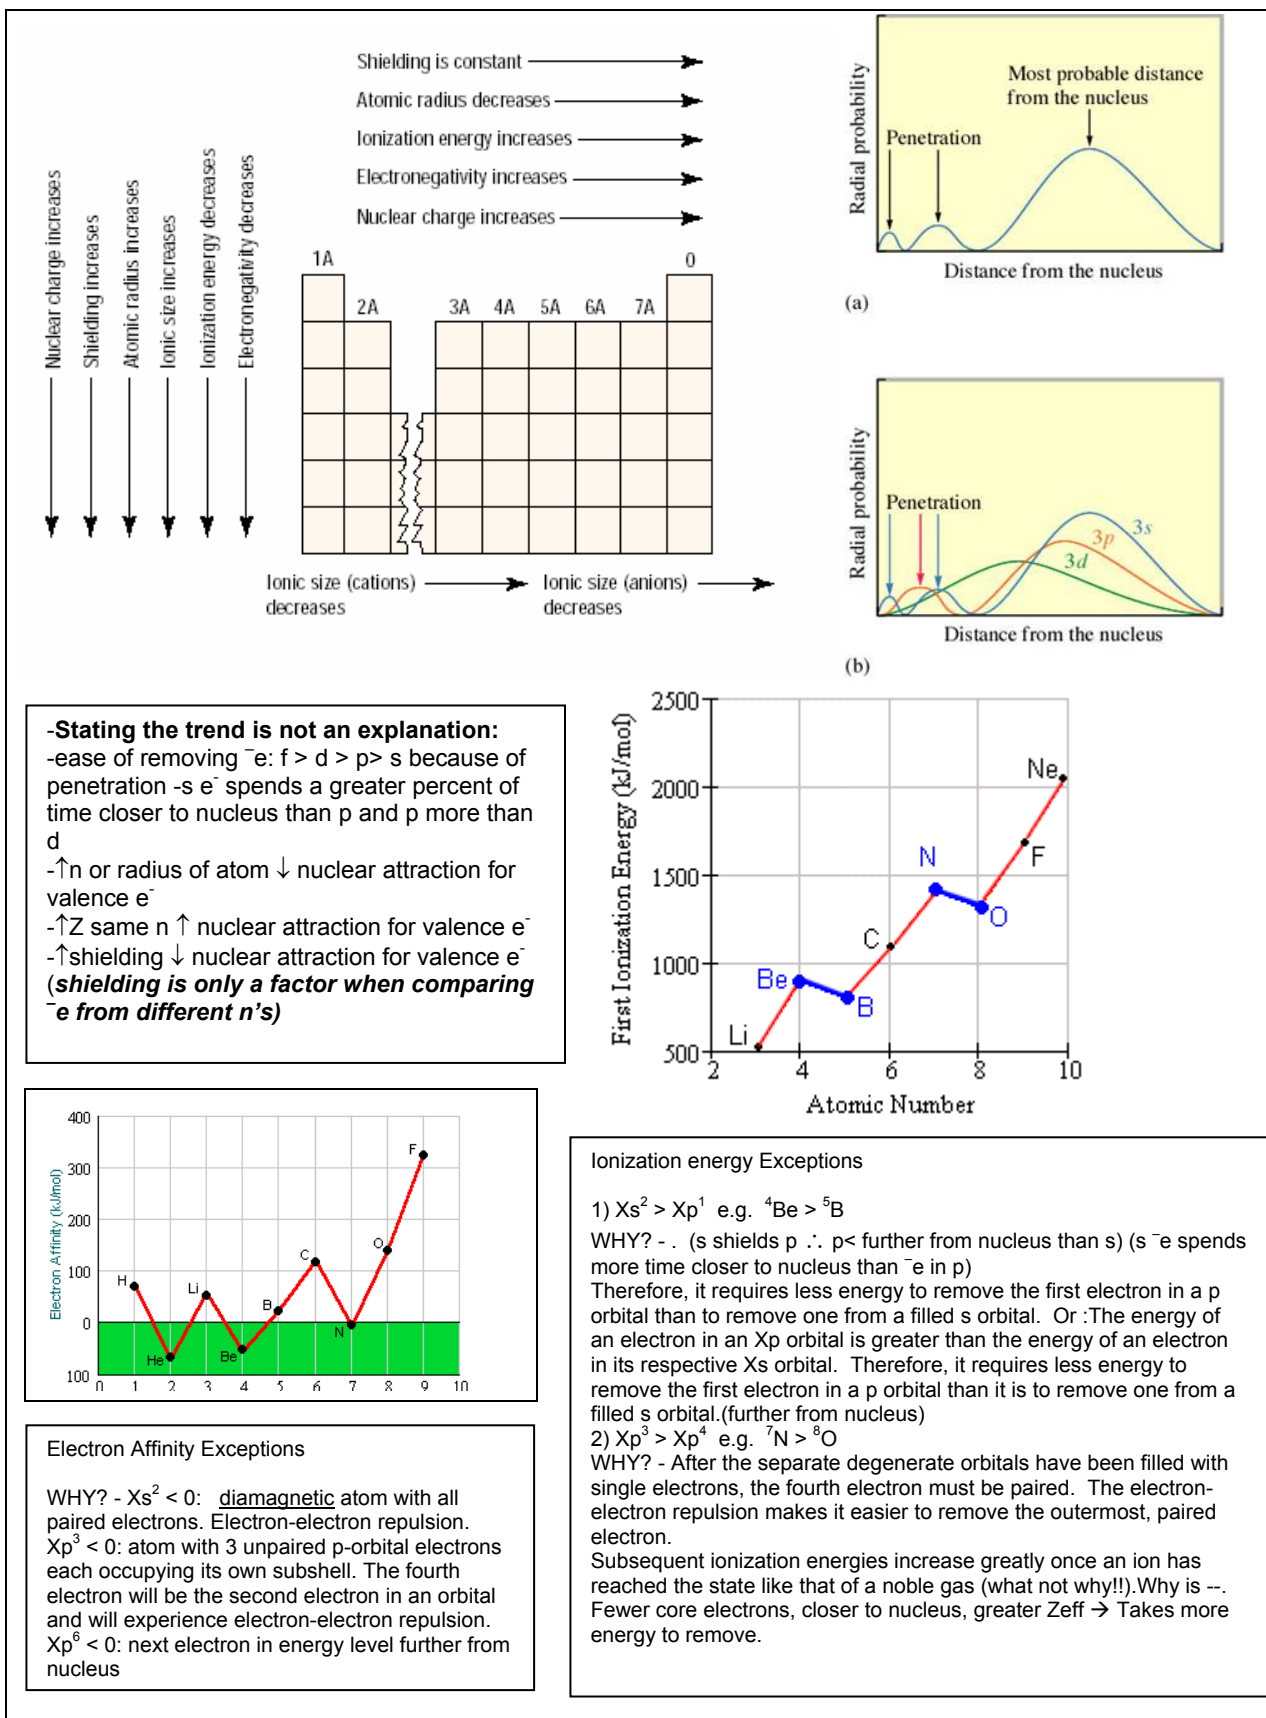 Shielding is constant
Atomic radius decreases
Ionization energy increases
Electronegativity increases
Nuclear charge increases
Nuclear charge increases
Shielding increases
Atomic radius increases
Ionic size increases
Ionization energy decreases
Electronegativity decreases
1A
0
2A
3A 4A 5A 6A 7A
Ionic size (cations)
decreases
Ionic size (anions)
decreases
Radial probability
Most probable distance
from the nucleus
Penetration
Distance from the nucleus
(a)
Radial probability
Penetration
3s
3p
3d
Distance from the nucleus
(b)
-Stating the trend is not an explanation:
-ease of removing ⁻e: f > d > p> s because of
penetration -s e⁻ spends a greater percent of
time closer to nucleus than p and p more than
d
-↑n or radius of atom ↓ nuclear attraction for
valence e⁻
-↑Z same n ↑ nuclear attraction for valence e⁻
-↑shielding ↓ nuclear attraction for valence e⁻
(shielding is only a factor when comparing
⁻e from different n's)
First Ionization Energy (kJ/mol)
2500
2000
1500
1000
500
2 4 6 8 10
Atomic Number
Li
Be
B
C
N
O
F
Ne
Electron Affinity (kJ/mol)
400
300
200
100
0
100
0 1 2 3 4 5 6 7 8 9 10
H
He
Li
Be
B
C
N
O
F
Electron Affinity Exceptions
WHY? - Xs² < 0: diamagnetic atom with all
paired electrons. Electron-electron repulsion.
Xp³ < 0: atom with 3 unpaired p-orbital electrons
each occupying its own subshell. The fourth
electron will be the second electron in an orbital
and will experience electron-electron repulsion.
Xp⁶ < 0: next electron in energy level further from
nucleus
Ionization energy Exceptions
1) Xs² > Xp¹ e.g. ⁴Be > ⁵B
WHY? - . (s shields p ∴ p< further from nucleus than s) (s ⁻e spends
more time closer to nucleus than ⁻e in p)
Therefore, it requires less energy to remove the first electron in a p
orbital than to remove one from a filled s orbital. Or :The energy of
an electron in an Xp orbital is greater than the energy of an electron
in its respective Xs orbital. Therefore, it requires less energy to
remove the first electron in a p orbital than it is to remove one from a
filled s orbital.(further from nucleus)
2) Xp³ > Xp⁴ e.g. ⁷N > ⁸O
WHY? - After the separate degenerate orbitals have been filled with
single electrons, the fourth electron must be paired. The electron-
electron repulsion makes it easier to remove the outermost, paired
electron.
Subsequent ionization energies increase greatly once an ion has
reached the state like that of a noble gas (what not why!!).Why is --.
Fewer core electrons, closer to nucleus, greater Zeff → Takes more
energy to remove.